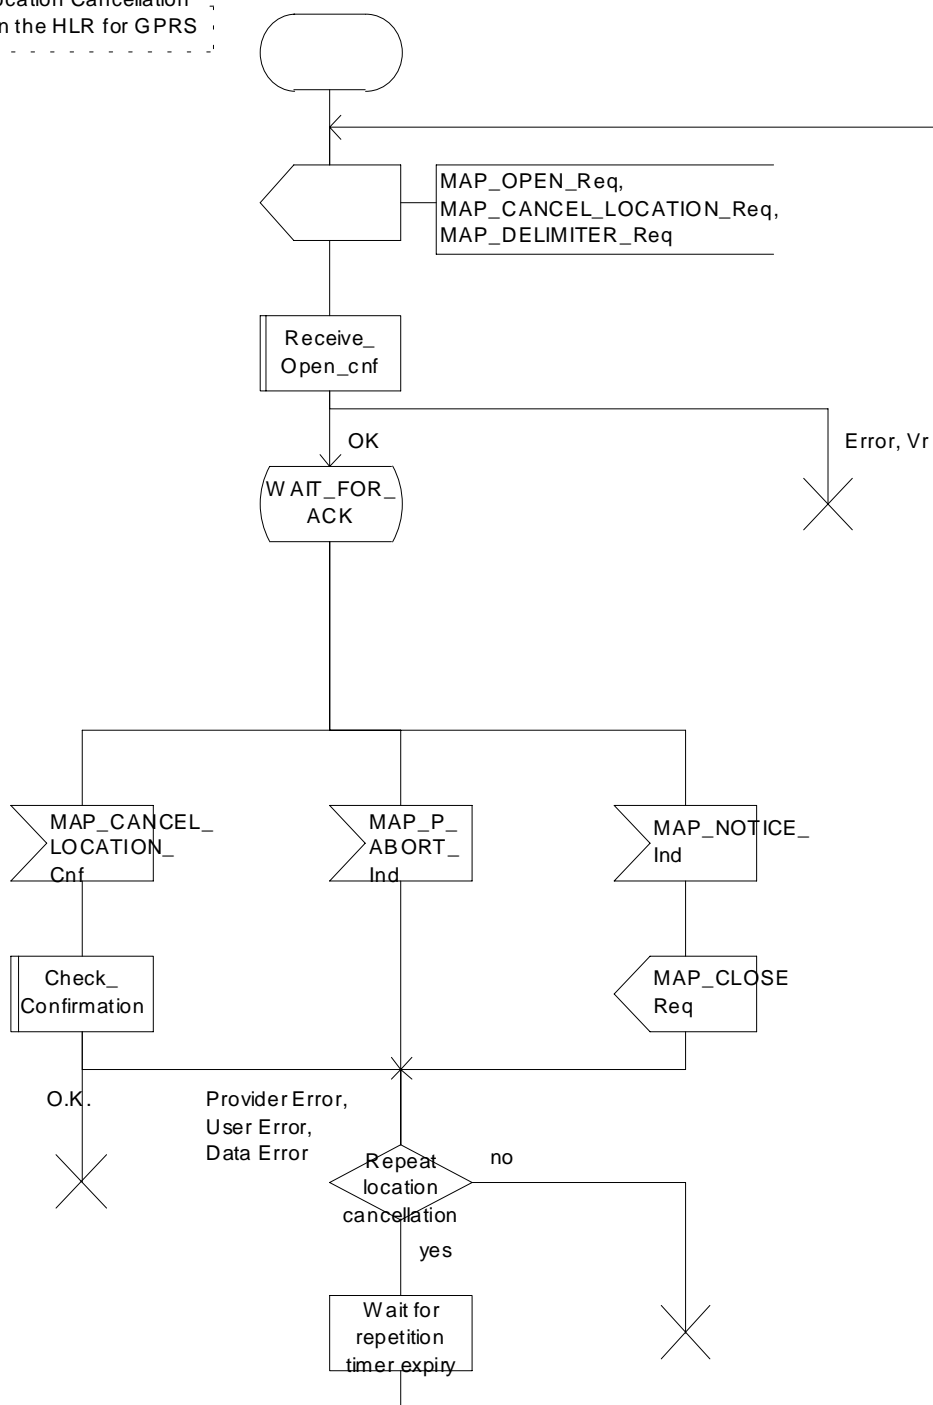 ocation Cancellation
n the HLR for GPRS
MAP_OPEN_Req,
MAP_CANCEL_LOCATION_Req,
MAP_DELIMITER_Req
Receive_
Open_cnf
OK
Error, Vr
WAIT_FOR_
ACK
MAP_CANCEL_
LOCATION_
Cnf
MAP_P_
ABORT_
Ind
MAP_NOTICE_
Ind
Check_
Confirmation
MAP_CLOSE
Req
O.K.
Provider Error,
User Error,
Data Error
Repeat
location
cancellation
no
yes
Wait for
repetition
timer expiry